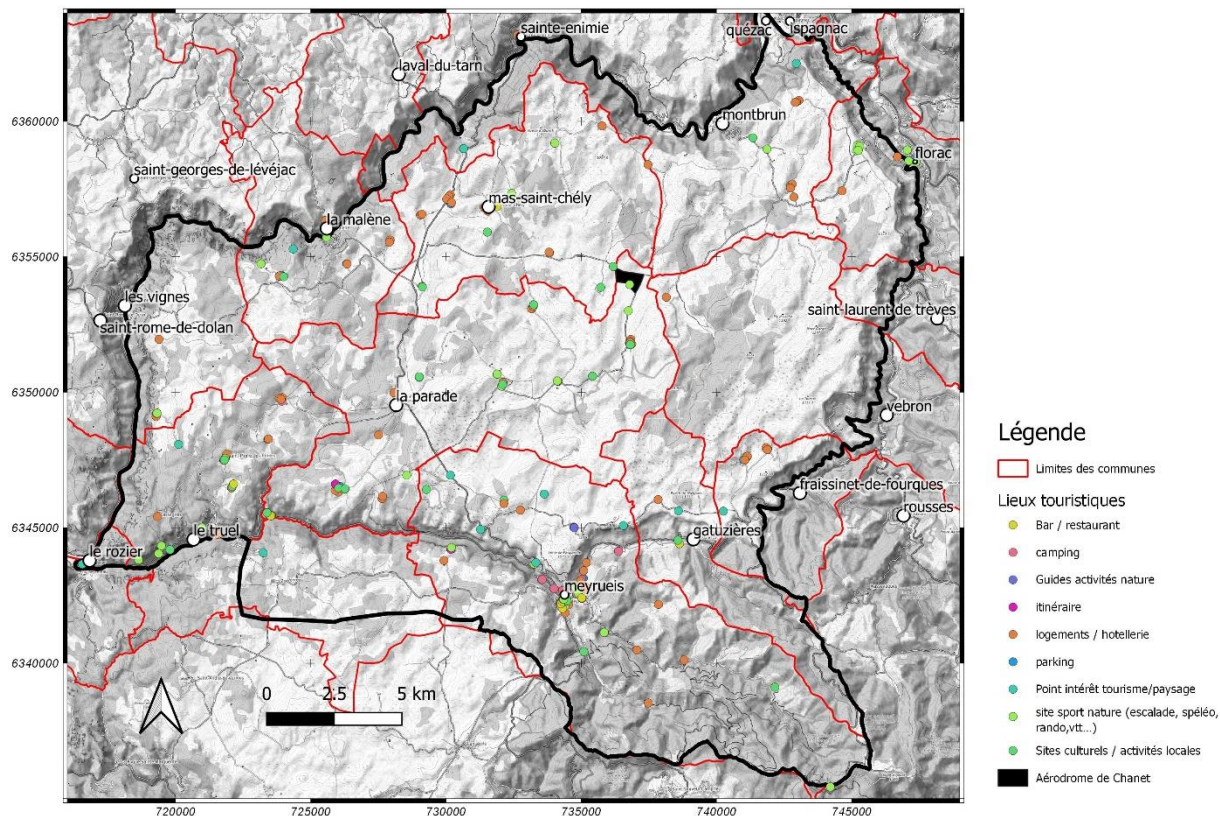 sainte-enimie
quézac
ispagnac
laval-du-tarn
6360000
montbrun
florac
saint-georges-de-lévéjac
mas-saint-chély
la malène
6355000
les vignes
saint-rome-de-dolan
saint-laurent de trèves
6350000
la parade
vebron
fraissinet-de-fourques
rousses
6345000
le truel
gatuzières
le rozier
meyrueis
6340000
0 2.5 5 km
720000 725000 730000 735000 740000 745000
Légende
Limites des communes
Lieux touristiques
Bar / restaurant
camping
Guides activités nature
itinéraire
logements / hotellerie
parking
Point intérêt tourisme/paysage
site sport nature (escalade, spéléo,
rando,vtt...)
Sites culturels / activités locales
Aérodrome de Chanet